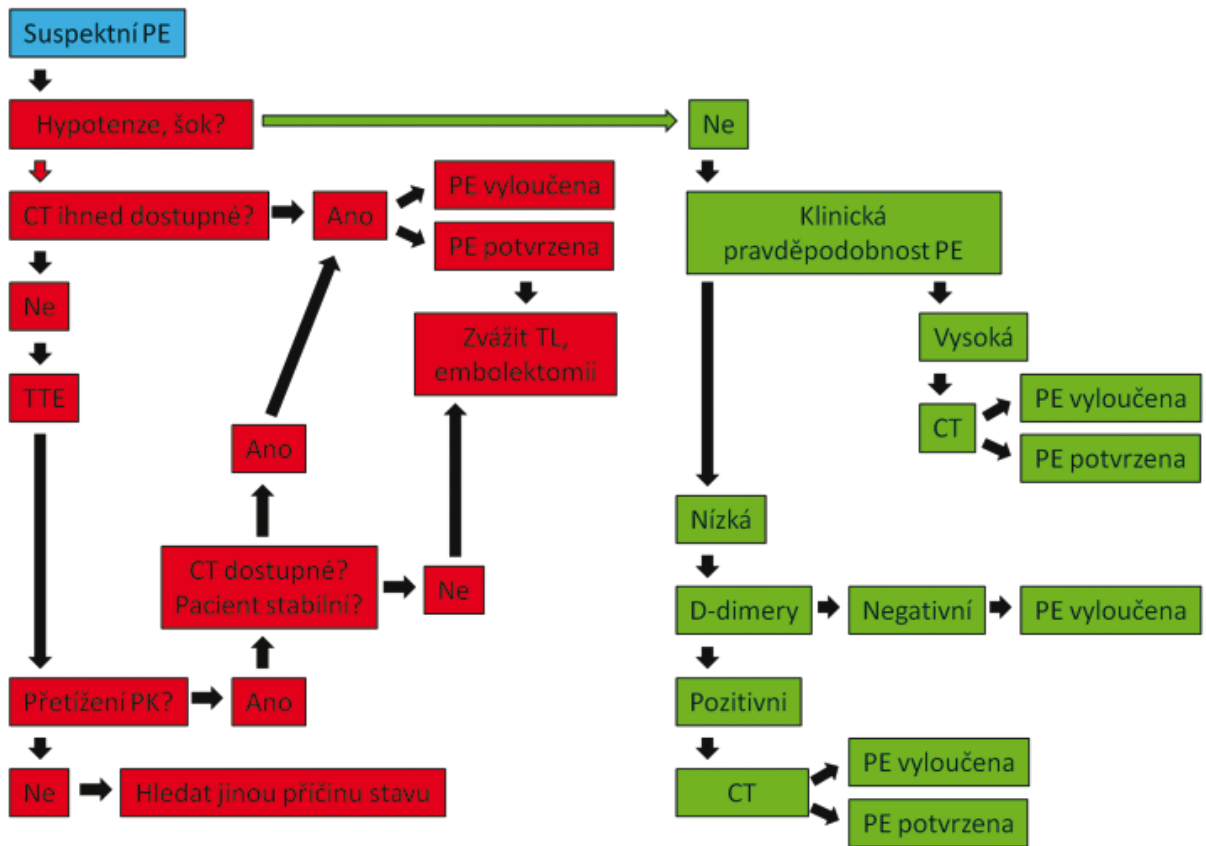 Suspektní PE
Hypotenze, šok?
Ne
CT ihned dostupné?
Ano
PE vyloučena
PE potvrzena
Klinická
pravděpodobnost PE
Ne
Zvážit TL,
embolektomii
Vysoká
TTE
CT
PE vyloučena
PE potvrzena
Ano
Nízká
CT dostupné?
Pacient stabilní?
Ne
D-dimery
Negativní
PE vyloučena
Přetížení PK?
Ano
Pozitivni
Ne
Hledat jinou příčinu stavu
CT
PE vyloučena
PE potvrzena